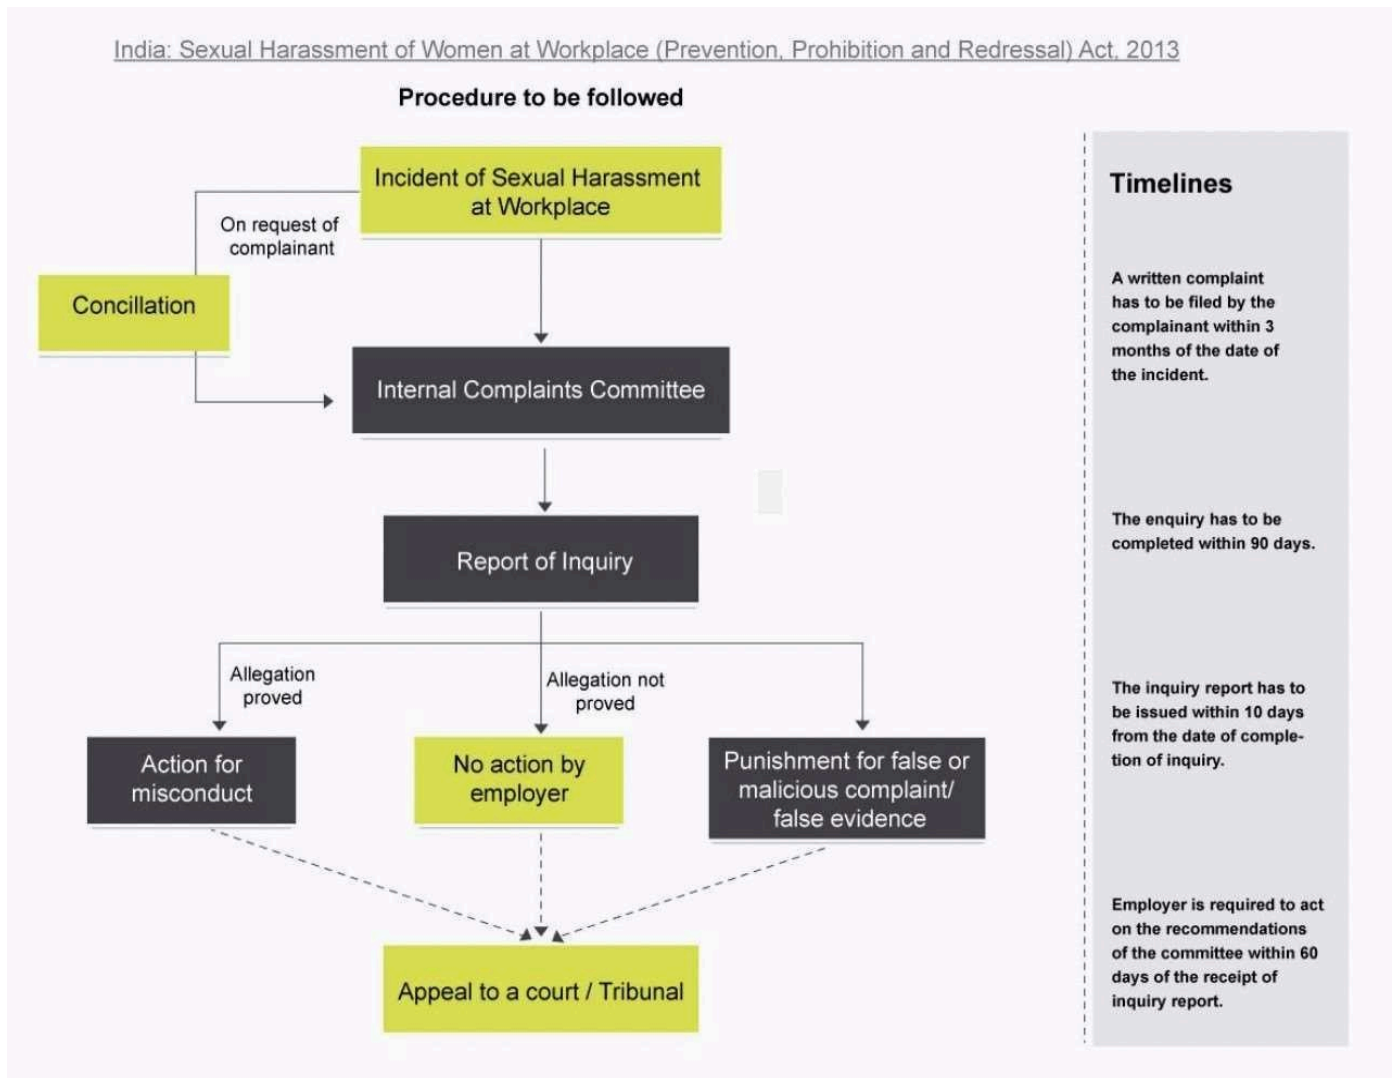 India: Sexual Harassment of Women at Workplace (Prevention, Prohibition and Redressal) Act, 2013
Procedure to be followed
Incident of Sexual Harassment
at Workplace
On request of
complainant
Concillation
Internal Complaints Committee
Report of Inquiry
Allegation
proved
Allegation not
proved
Action for
misconduct
No action by
employer
Punishment for false or
malicious complaint/
false evidence
Appeal to a court / Tribunal
Timelines
A written complaint
has to be filed by the
complainant within 3
months of the date of
the incident.
The enquiry has to be
completed within 90 days.
The inquiry report has to
be issued within 10 days
from the date of comple-
tion of inquiry.
Employer is required to act
on the recommendations
of the committee within 60
days of the receipt of
inquiry report.